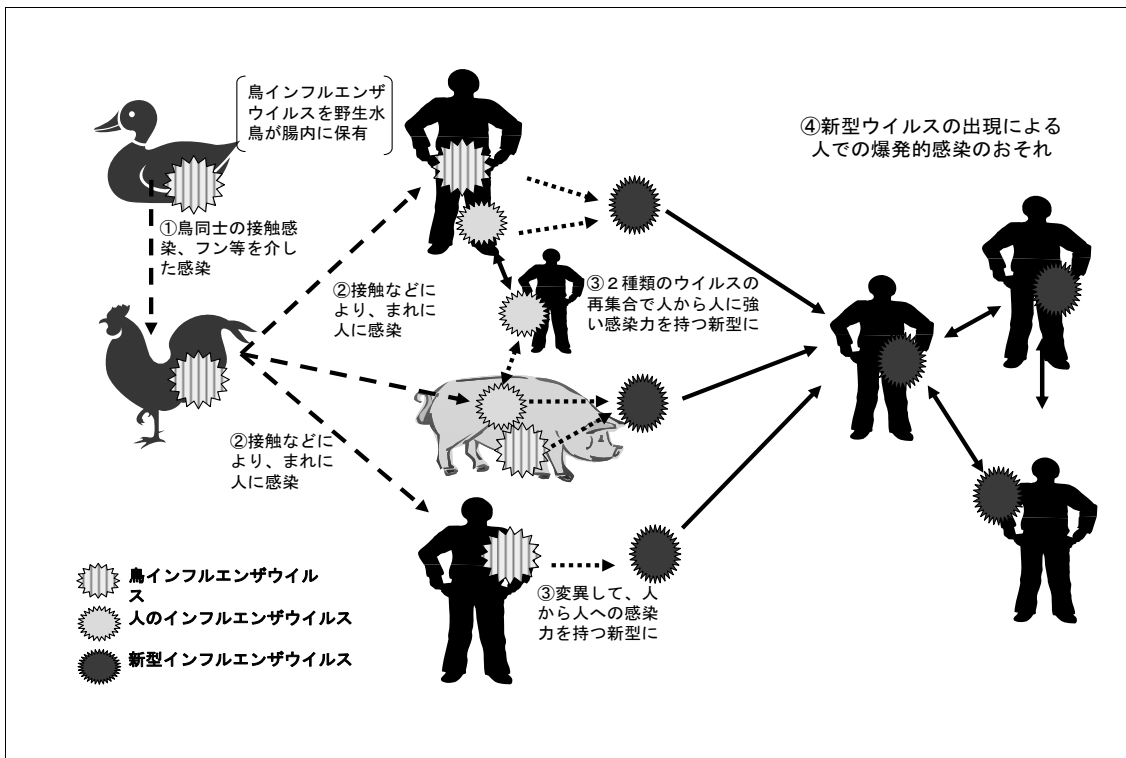 鳥インフルエンザ
ウイルスを野生水
鳥が腸内に保有
①鳥同士の接触感
染、フン等を介し
た感染
②接触などに
より、まれに
人に感染
②接触などに
より、まれに
人に感染
③２種類のウイルスの
再集合で人から人に強
い感染力を持つ新型に
③変異して、人
から人への感染
力を持つ新型に
④新型ウイルスの出現による
人での爆発的感染のおそれ
鳥インフルエンザウイル
ス
人のインフルエンザウイルス
新型インフルエンザウイルス